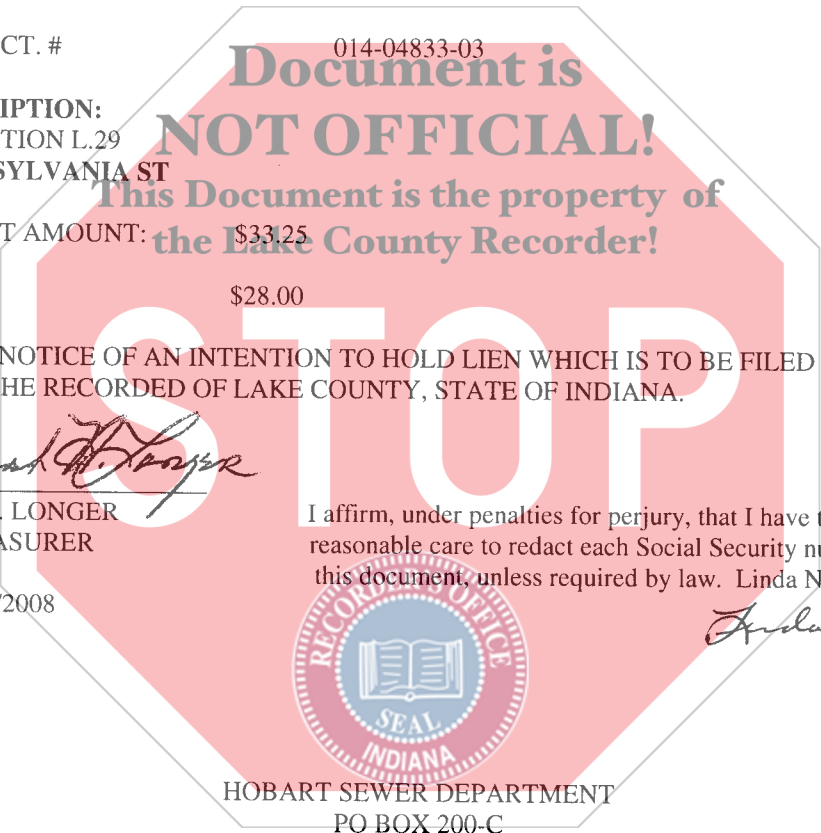 CT. # 014-04833-03
Document is
IPTION:
TION L.29
NOT OFFICIAL!
SYLVANIA ST
This Document is the property of
T AMOUNT: $33.25
the Lake County Recorder!
$28.00
STOP
NOTICE OF AN INTENTION TO HOLD LIEN WHICH IS TO BE FILED
HE RECORDED OF LAKE COUNTY, STATE OF INDIANA.
. LONGER
ASURER
/2008
I affirm, under penalties for perjury, that I have t
reasonable care to redact each Social Security nu
this document, unless required by law. Linda N
RECORDER'S OFFICE
SEAL
INDIANA
HOBART SEWER DEPARTMENT
PO BOX 200-C